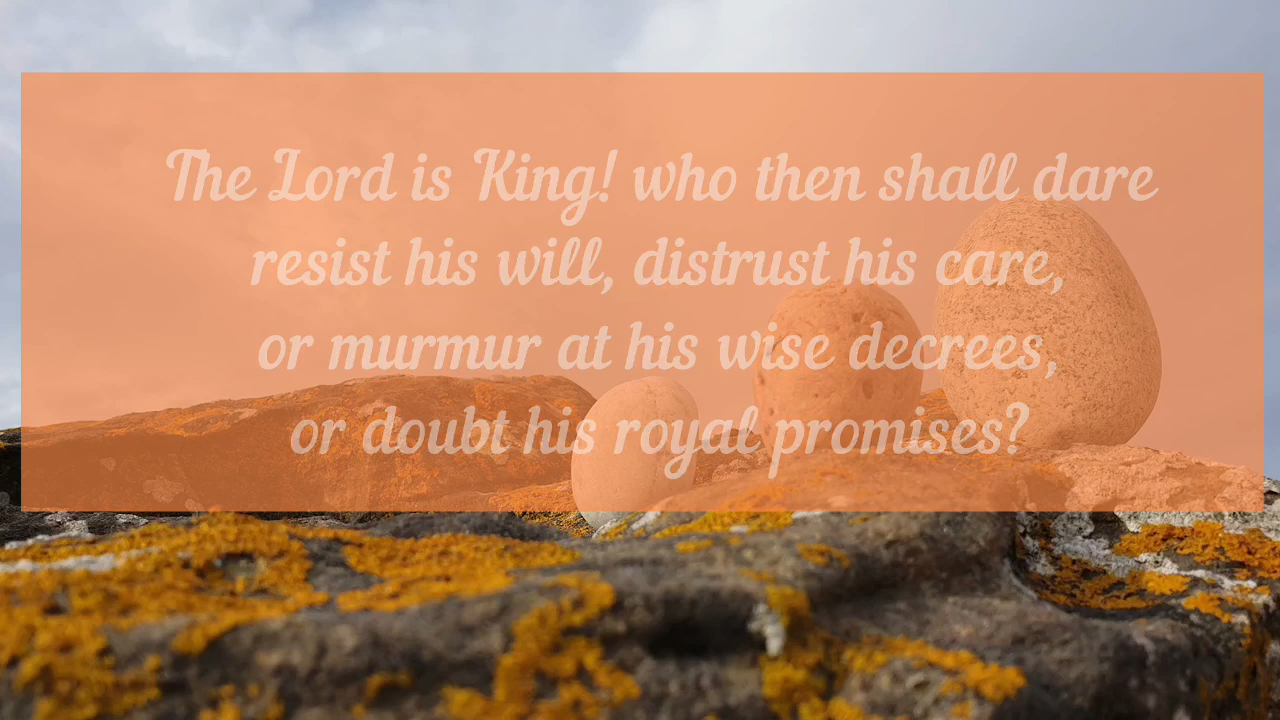 The Lord is King! who then shall dare
resist his will, distrust his care,
or murmur at his wise decrees,
or doubt his royal promises?